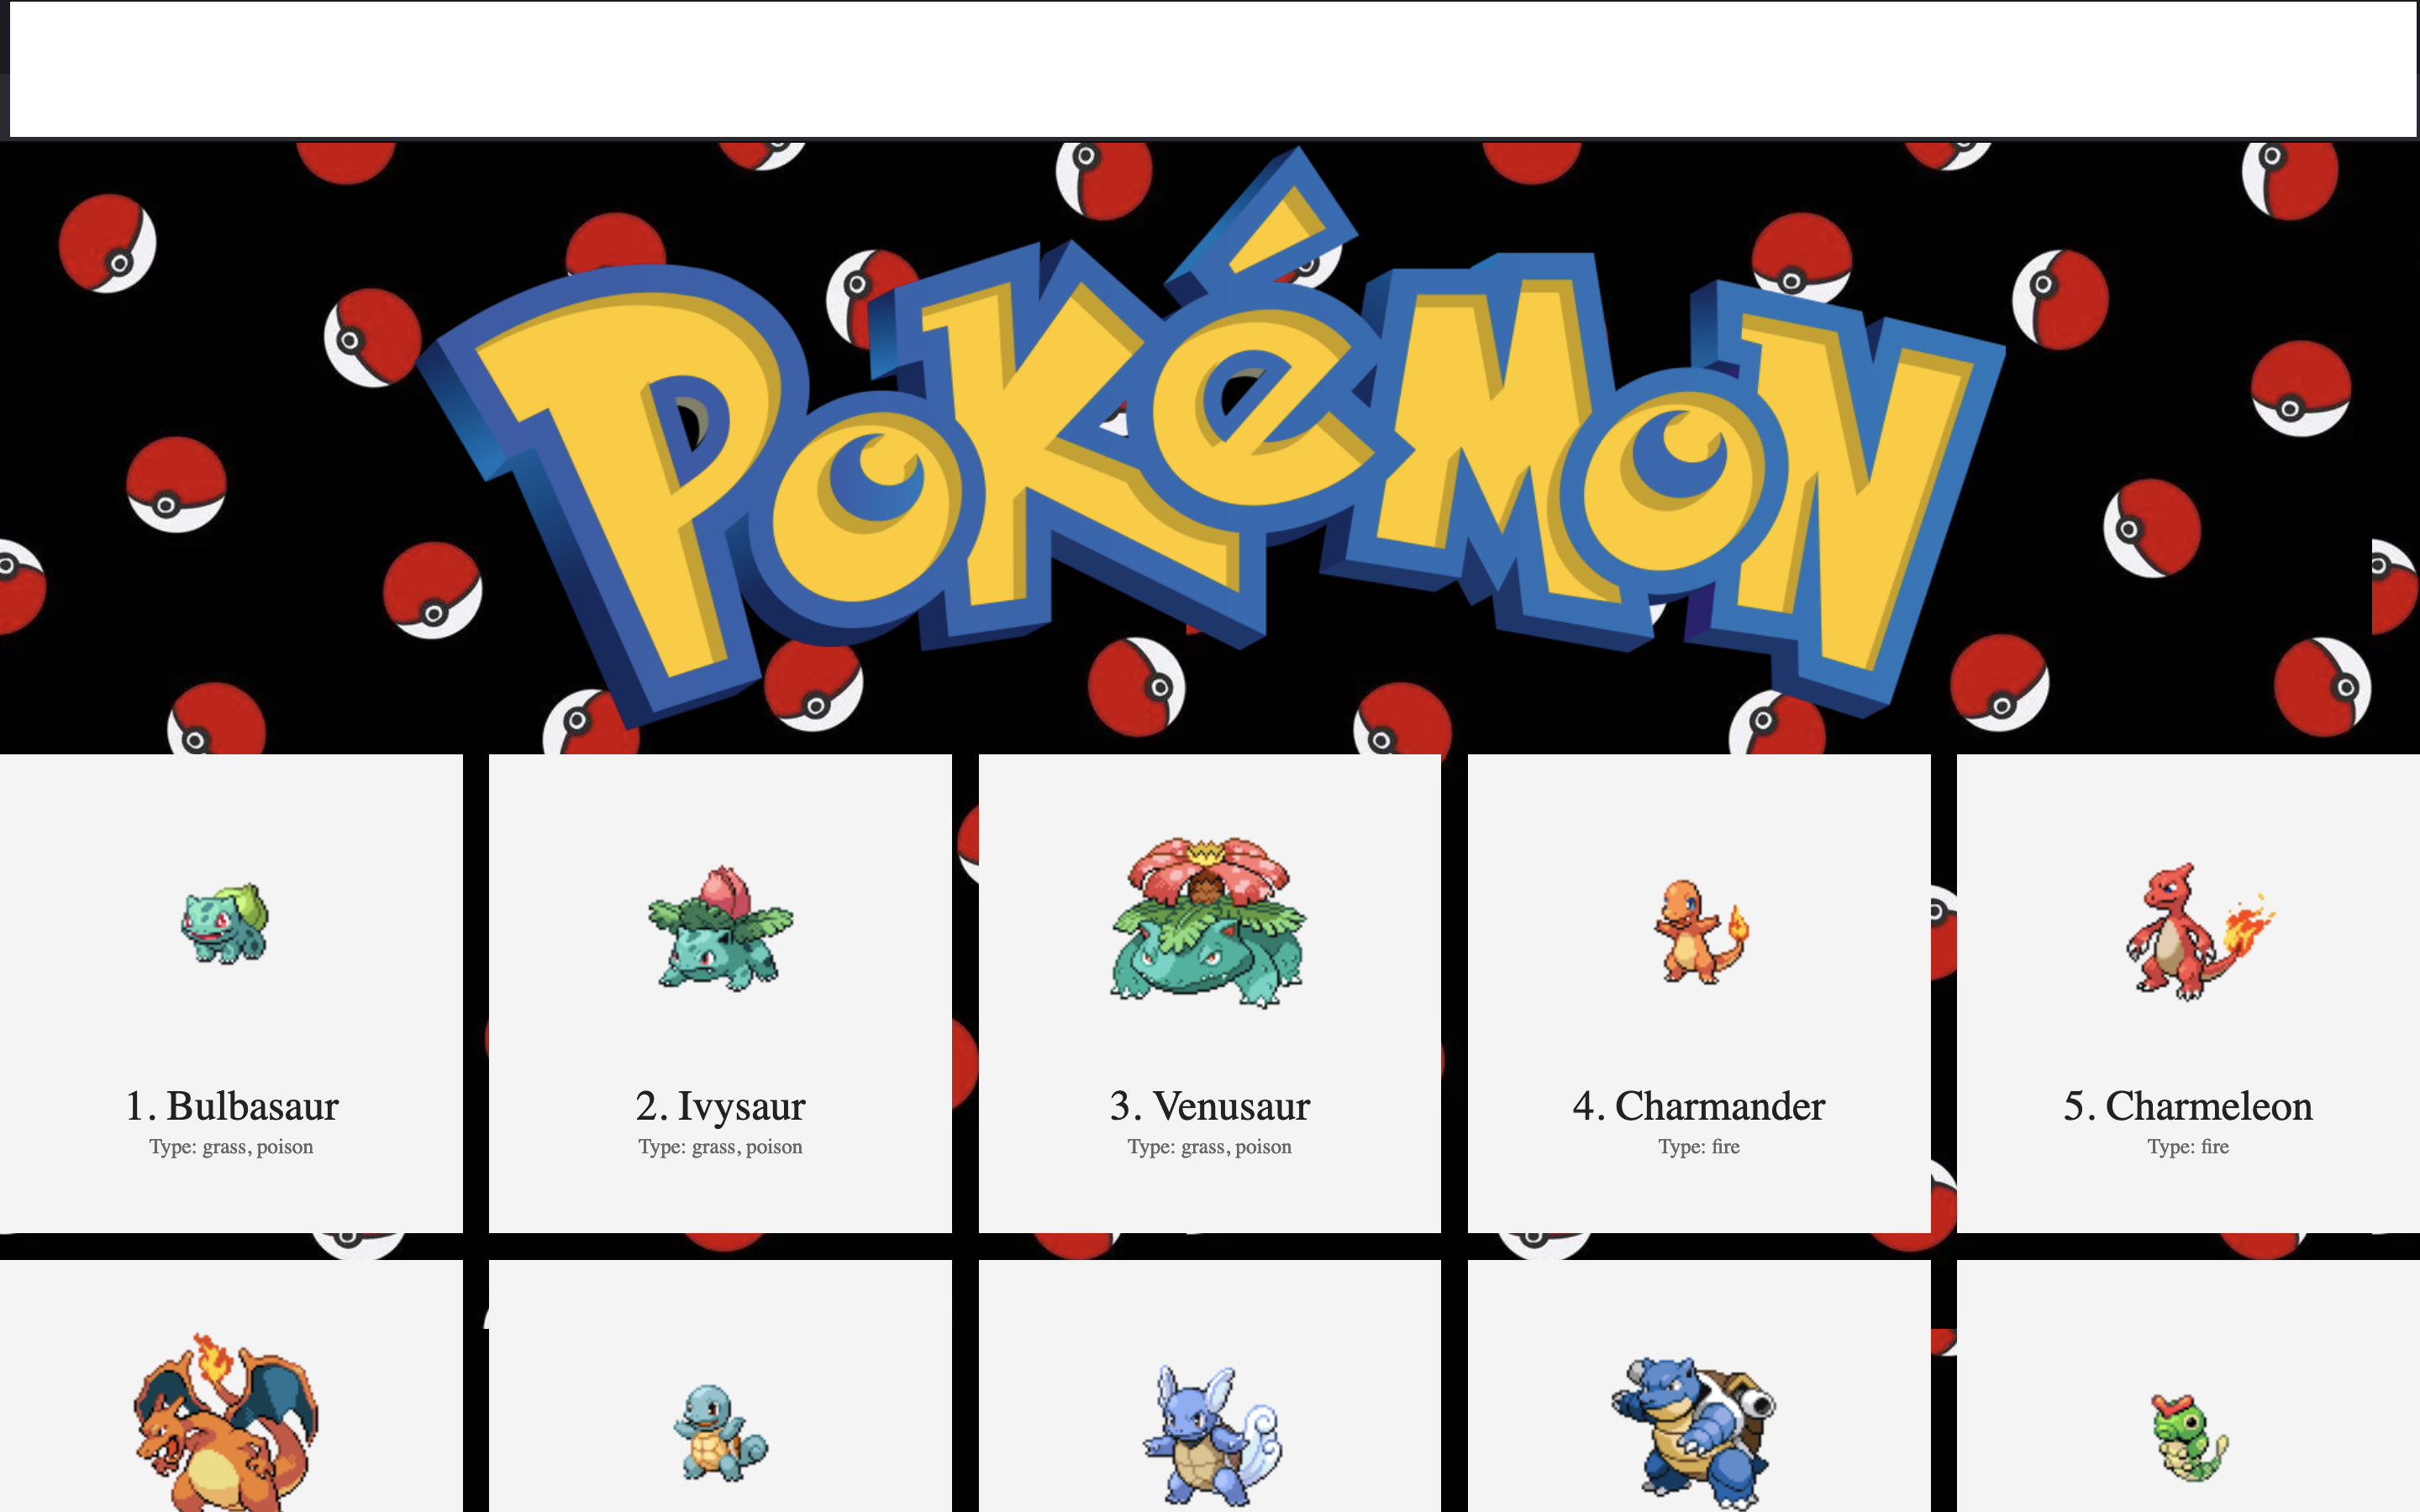 POKéMON
1. Bulbasaur
Type: grass, poison
2. Ivysaur
Type: grass, poison
3. Venusaur
Type: grass, poison
4. Charmander
Type: fire
5. Charmeleon
Type: fire